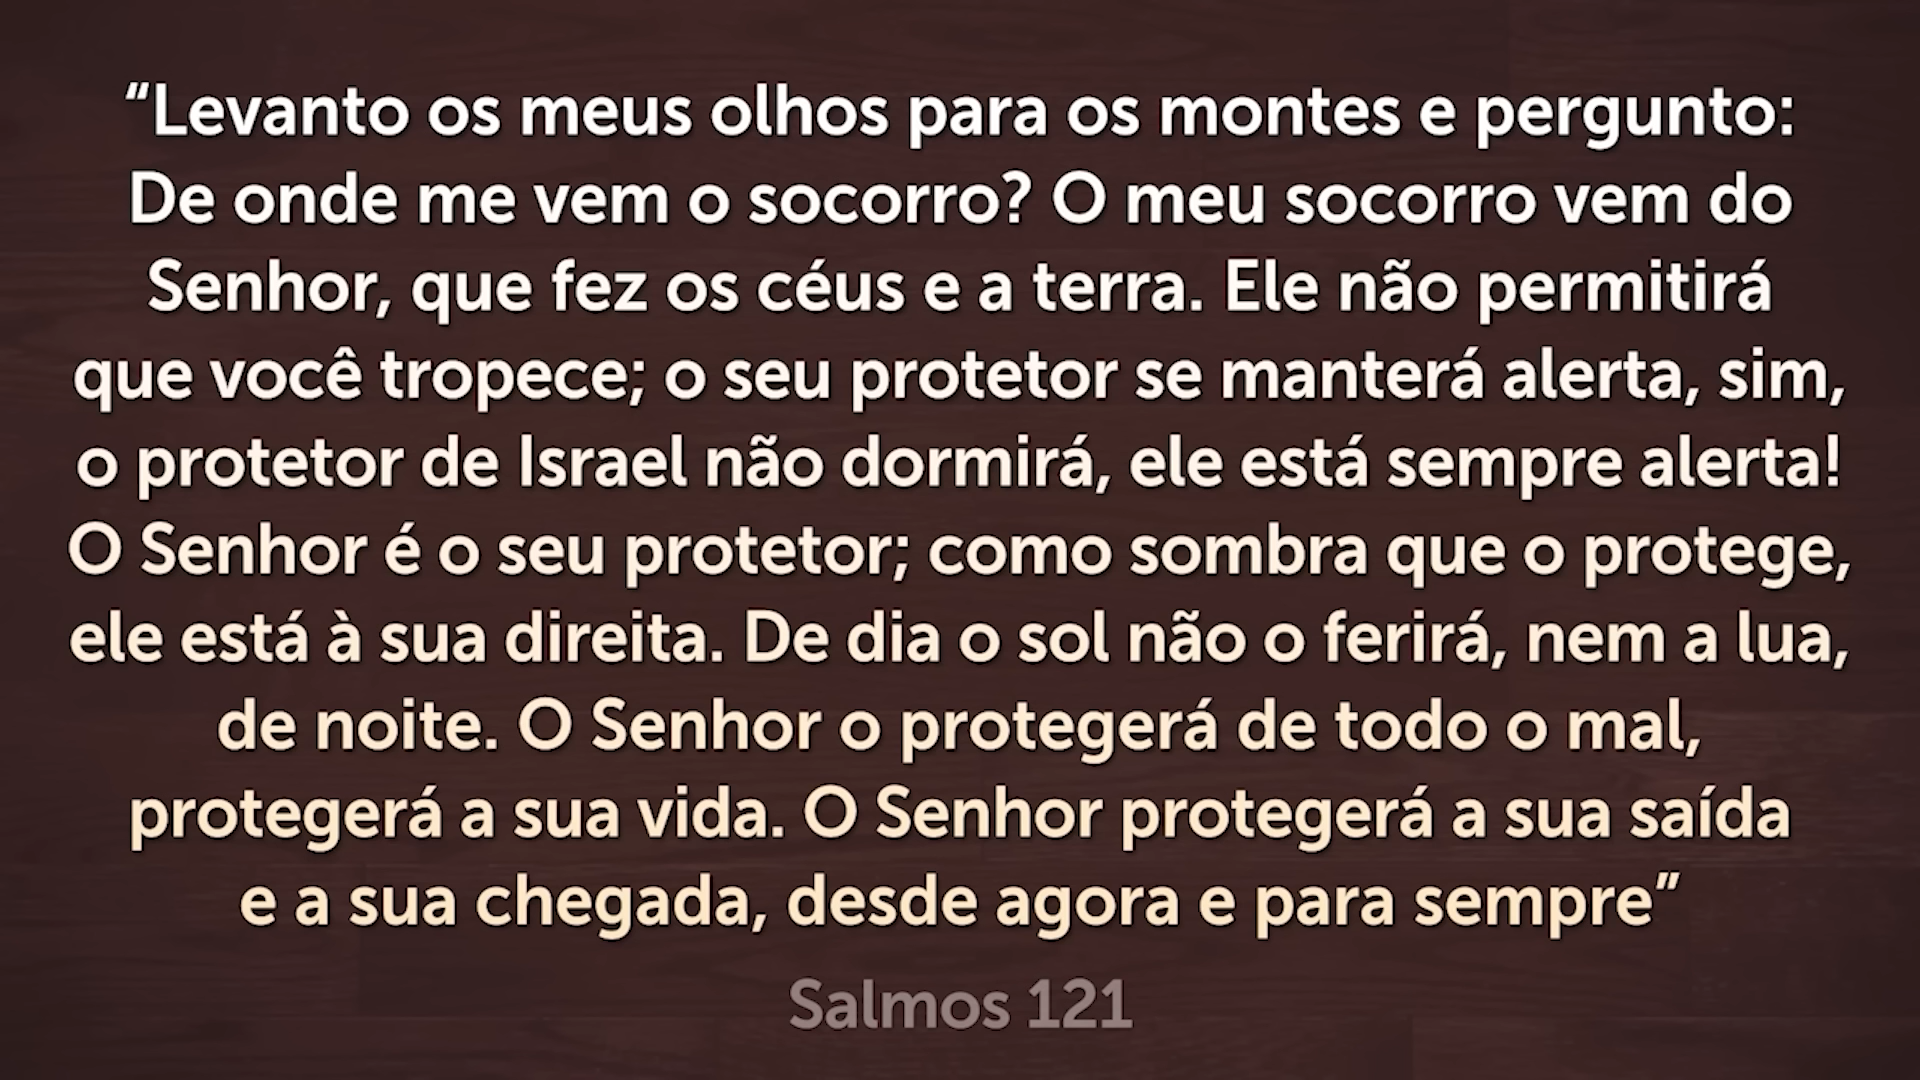 “Levanto os meus olhos para os montes e pergunto:
De onde me vem o socorro? O meu socorro vem do
Senhor, que fez os céus e a terra. Ele não permitirá
que você tropece; o seu protetor se manterá alerta, sim,
o protetor de Israel não dormirá, ele está sempre alerta!
O Senhor é o seu protetor; como sombra que o protege,
ele está à sua direita. De dia o sol não o ferirá, nem a lua,
de noite. O Senhor o protegerá de todo o mal,
protegerá a sua vida. O Senhor protegerá a sua saída
e a sua chegada, desde agora e para sempre”
Salmos 121